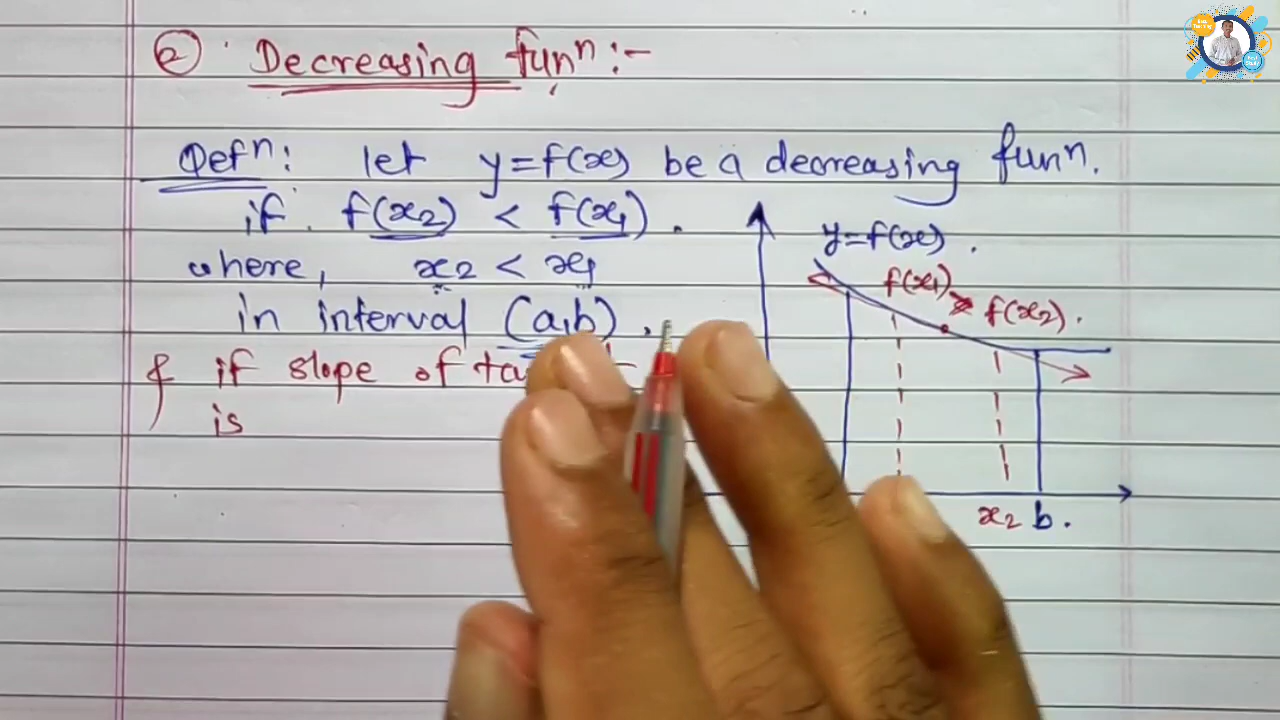 ② Decreasing funⁿ:-
Defⁿ: let y=f(x) be a decreasing funⁿ.
if f(x₂) < f(x₁).
where, x₂ < x₁
in interval (a,b).
& if slope of
is
y=f(x).
f(x₁)
f(x₂).
x₂ b.